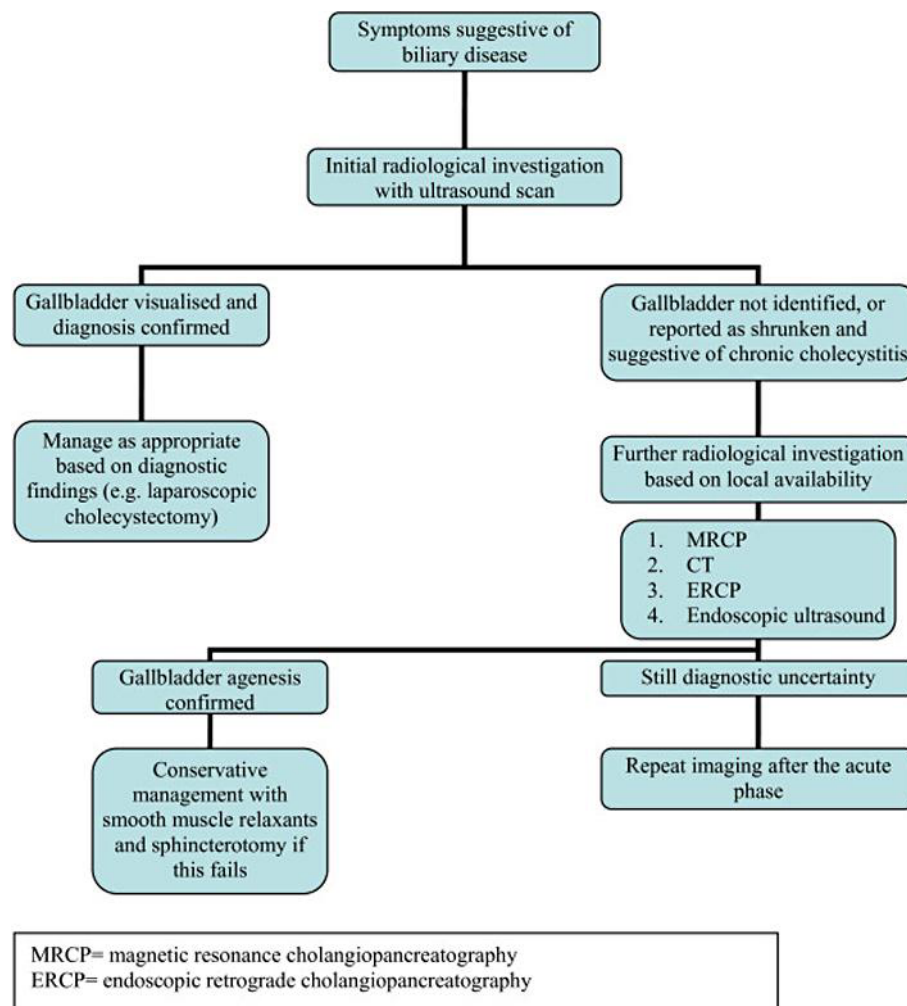 Symptoms suggestive of
biliary disease
Initial radiological investigation
with ultrasound scan
Gallbladder visualised and
diagnosis confirmed
Gallbladder not identified, or
reported as shrunken and
suggestive of chronic cholecystitis
Manage as appropriate
based on diagnostic
findings (e.g. laparoscopic
cholecystectomy)
Further radiological investigation
based on local availability
1. MRCP
2. CT
3. ERCP
4. Endoscopic ultrasound
Gallbladder agenesis
confirmed
Still diagnostic uncertainty
Conservative
management with
smooth muscle relaxants
and sphincterotomy if
this fails
Repeat imaging after the acute
phase
MRCP= magnetic resonance cholangiopancreatography
ERCP= endoscopic retrograde cholangiopancreatography